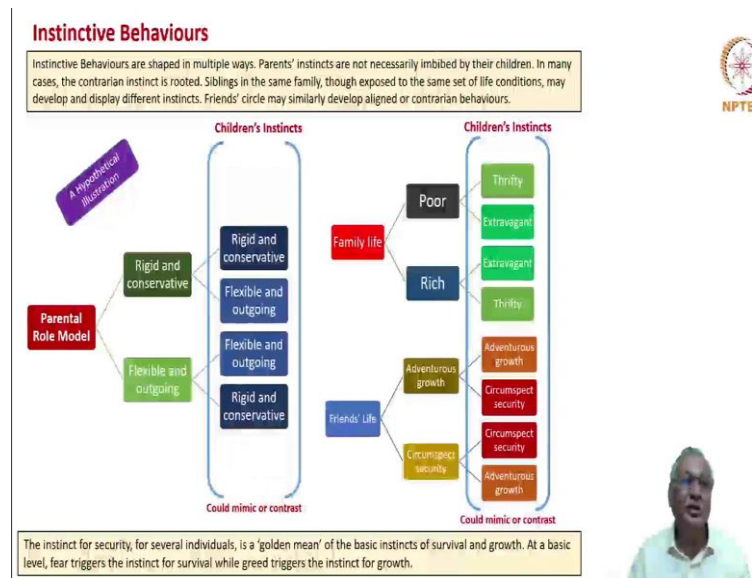 Instinctive Behaviours
Instinctive Behaviours are shaped in multiple ways. Parents' instincts are not necessarily imbibed by their children. In many
cases, the contrarian instinct is rooted. Siblings in the same family, though exposed to the same set of life conditions, may
develop and display different instincts. Friends' circle may similarly develop aligned or contrarian behaviours.
NPTE
A Hypothetical
Illustration
Children's Instincts
Parental
Role Model
Rigid and
conservative
Flexible and
outgoing
Rigid and
conservative
Flexible and
outgoing
Flexible and
outgoing
Rigid and
conservative
Could mimic or contrast
Children's Instincts
Family life
Poor
Rich
Thrifty
Extravagant
Extravagant
Thrifty
Friends' Life
Adventurous
growth
Circumspect
security
Adventurous
growth
Circumspect
security
Circumspect
security
Adventurous
growth
Could mimic or contrast
The instinct for security, for several individuals, is a 'golden mean' of the basic instincts of survival and growth. At a basic
level, fear triggers the instinct for survival while greed triggers the instinct for growth.